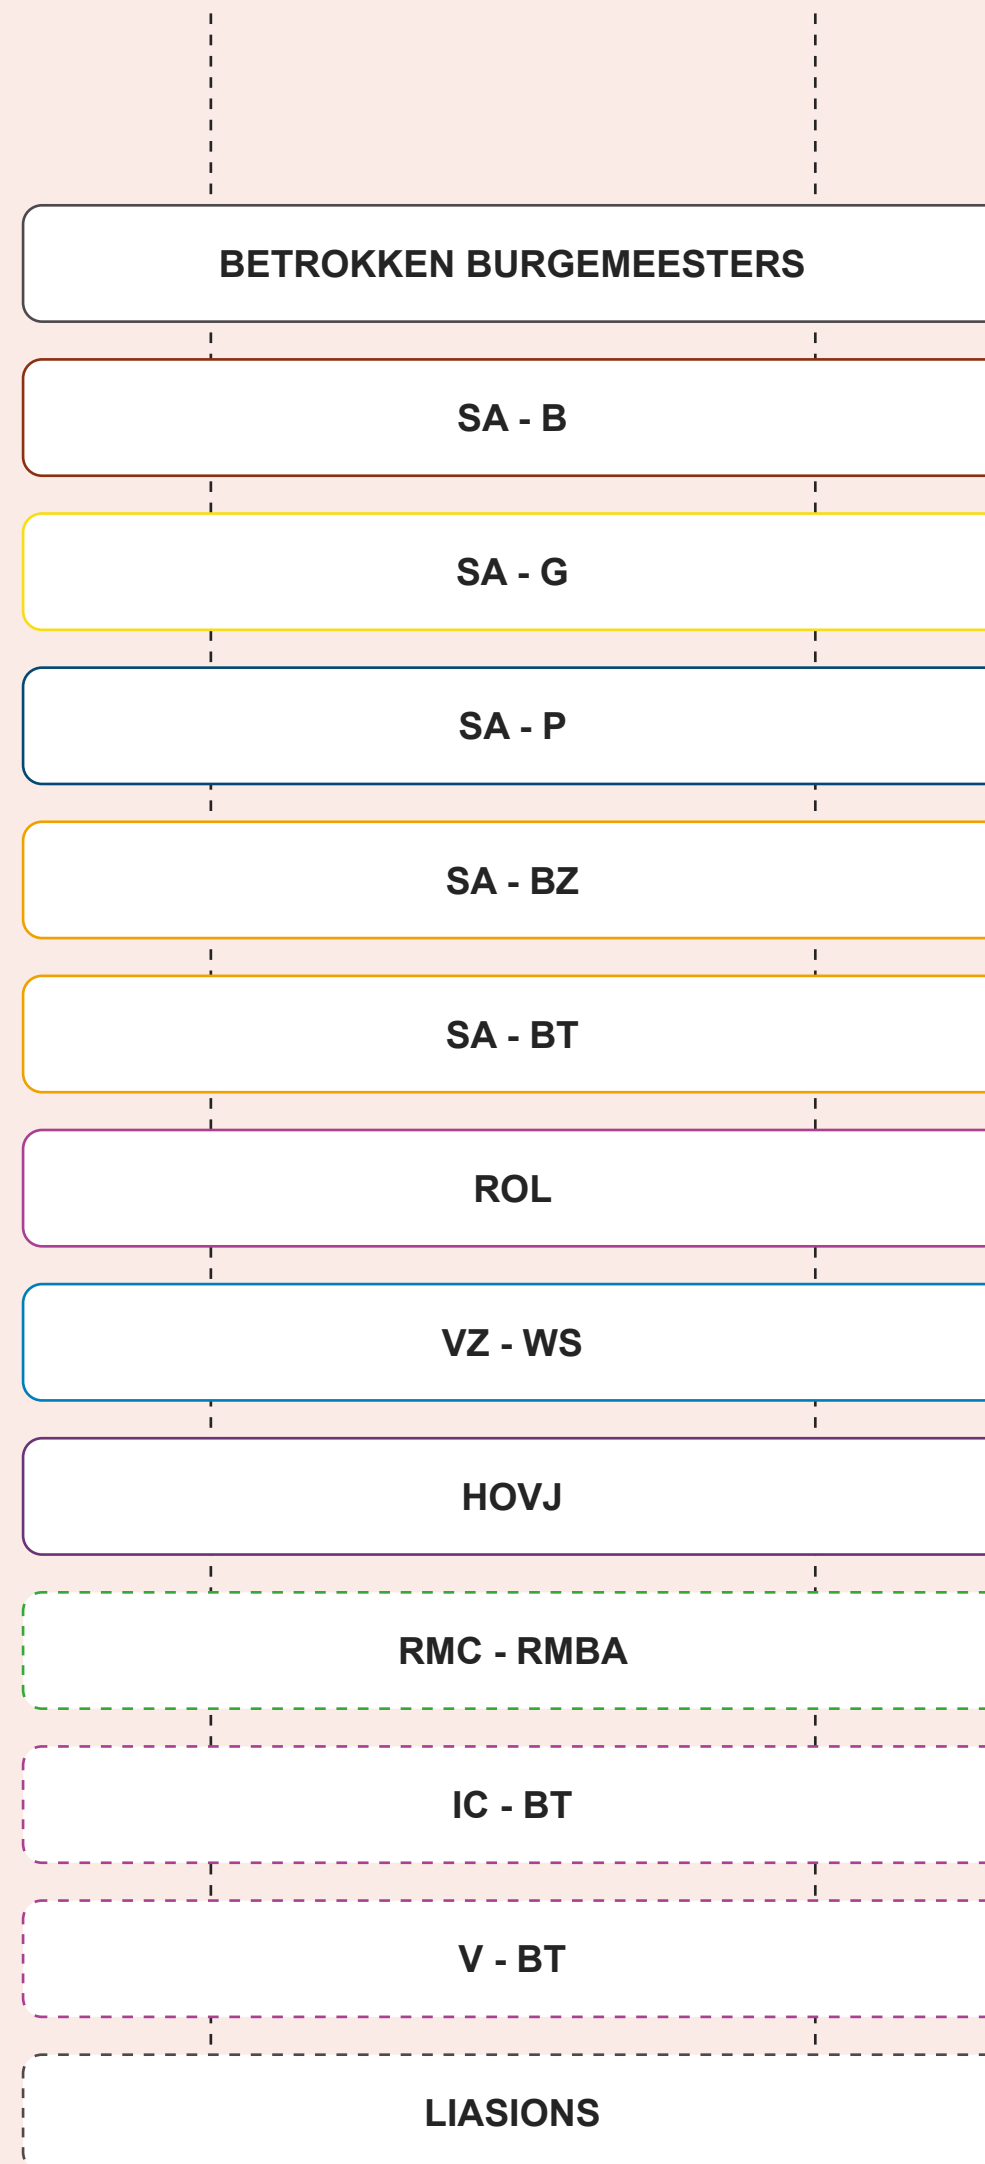 BETROKKEN BURGEMEESTERS
SA - B
SA - G
SA - P
SA - BZ
SA - BT
ROL
VZ - WS
HOVJ
RMC - RMBA
IC - BT
V - BT
LIASIONS